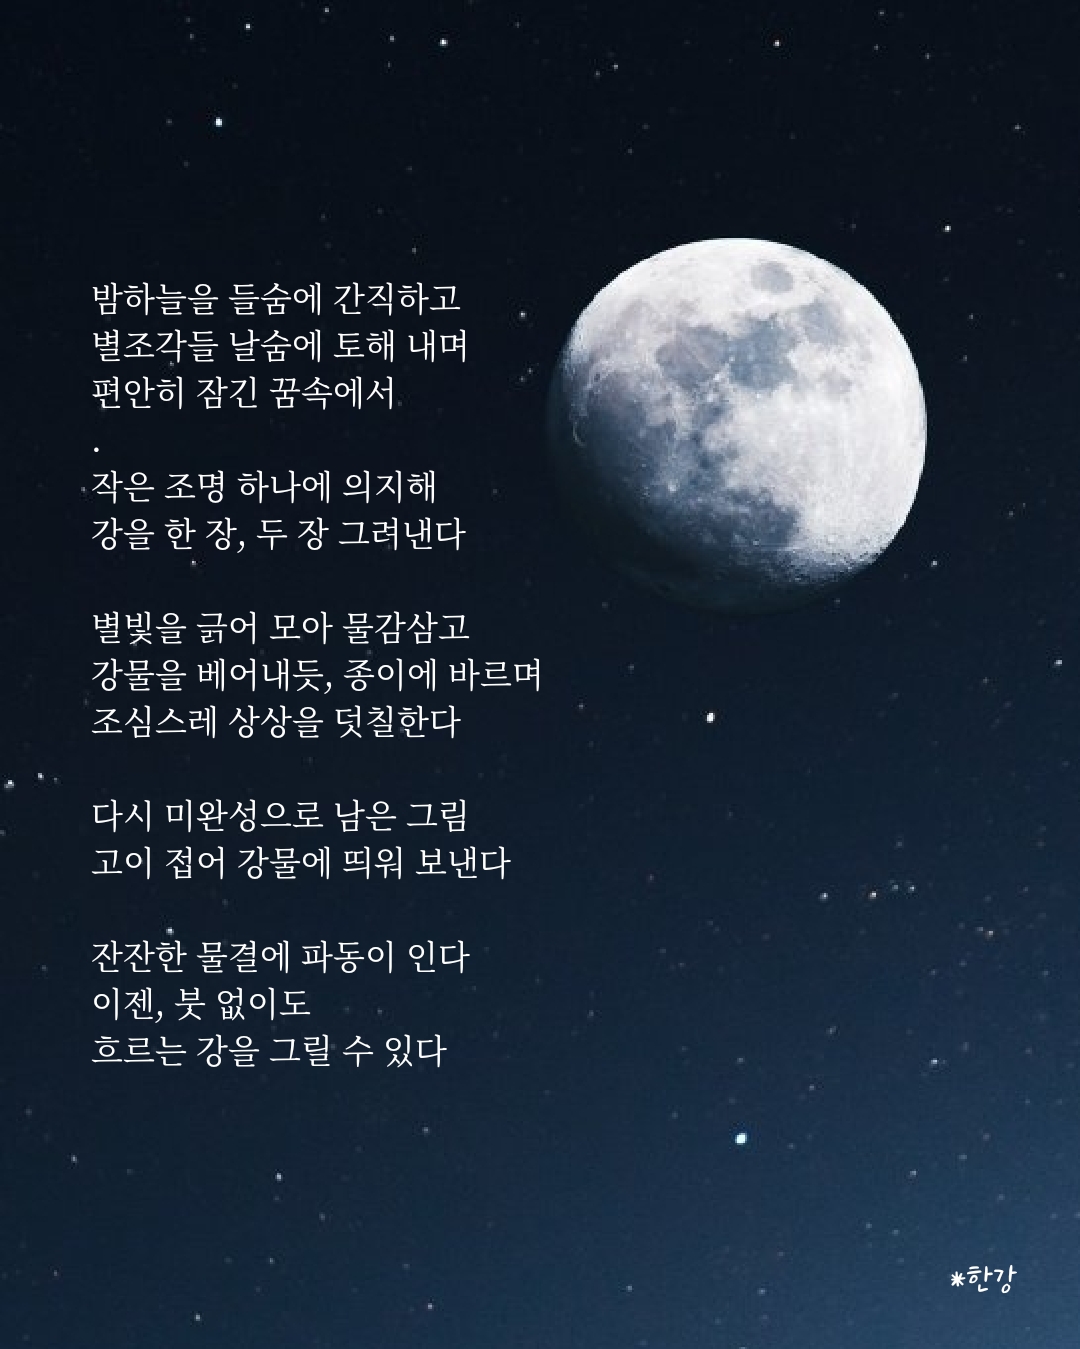 밤하늘을 들숨에 간직하고
별조각들 날숨에 토해 내며
편안히 잠긴 꿈속에서
.
작은 조명 하나에 의지해
강을 한 장, 두 장 그려낸다
별빛을 긁어 모아 물감삼고
강물을 베어내듯, 종이에 바르며
조심스레 상상을 덧칠한다
다시 미완성으로 남은 그림
고이 접어 강물에 띄워 보낸다
잔잔한 물결에 파동이 인다
이젠, 붓 없이도
흐르는 강을 그릴 수 있다
*한강